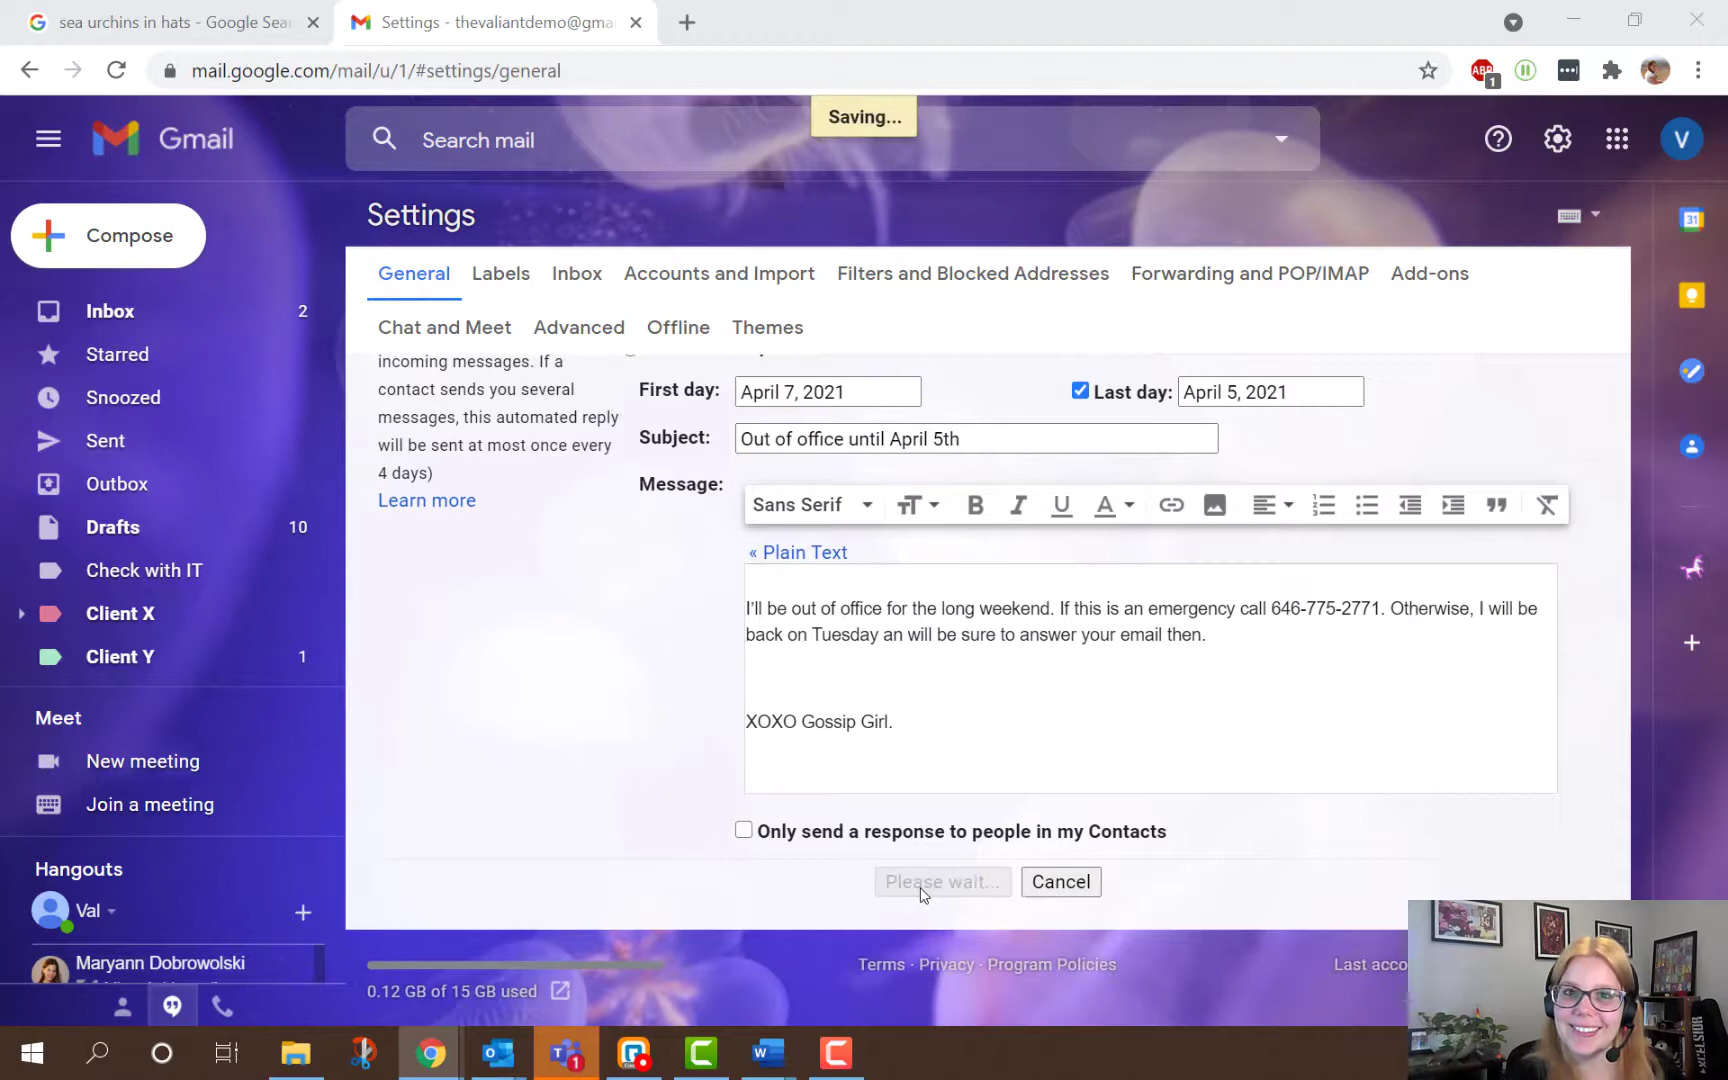 sea urchins in hats - Google Sear
Settings - thevaliantdemo@gma
mail.google.com/mail/u/1/#settings/general
ABP
1
Gmail
Search mail
Saving...
V
Settings
Compose
General Labels Inbox Accounts and Import Filters and Blocked Addresses Forwarding and POP/IMAP Add-ons
Chat and Meet Advanced Offline Themes
Inbox 2
Starred
Snoozed
Sent
Outbox
Drafts 10
Check with IT
Client X
Client Y 1
Meet
New meeting
Join a meeting
Hangouts
Val
Maryann Dobrowolski
incoming messages. If a
contact sends you several
messages, this automated reply
will be sent at most once every
4 days)
Learn more
First day: April 7, 2021 Last day: April 5, 2021
Subject: Out of office until April 5th
Message:
Sans Serif
« Plain Text
I'll be out of office for the long weekend. If this is an emergency call 646-775-2771. Otherwise, I will be
back on Tuesday an will be sure to answer your email then.
XOXO Gossip Girl.
Only send a response to people in my Contacts
Please wait... Cancel
31
Terms · Privacy · Program Policies
Last acco
0.12 GB of 15 GB used
1